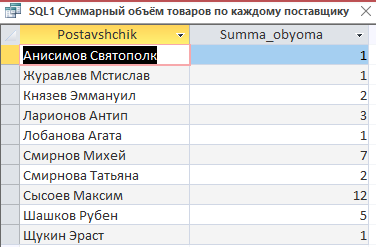 SQL1 Суммарный объём товаров по каждому поставщику
Postavshchik Summa_obyoma
Анисимов Святополк 1
Журавлев Мстислав 1
Князев Эммануил 2
Ларионов Антип 3
Лобанова Агата 1
Смирнов Михей 7
Смирнова Татьяна 2
Сысоев Максим 12
Шашков Рубен 5
Щукин Эраст 1